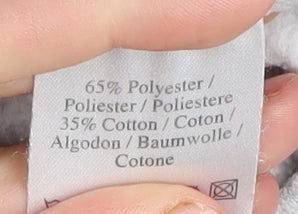 65% Polyester /
Poliester / Poliestere
35% Cotton / Coton /
Algodon / Baumwolle /
Cotone